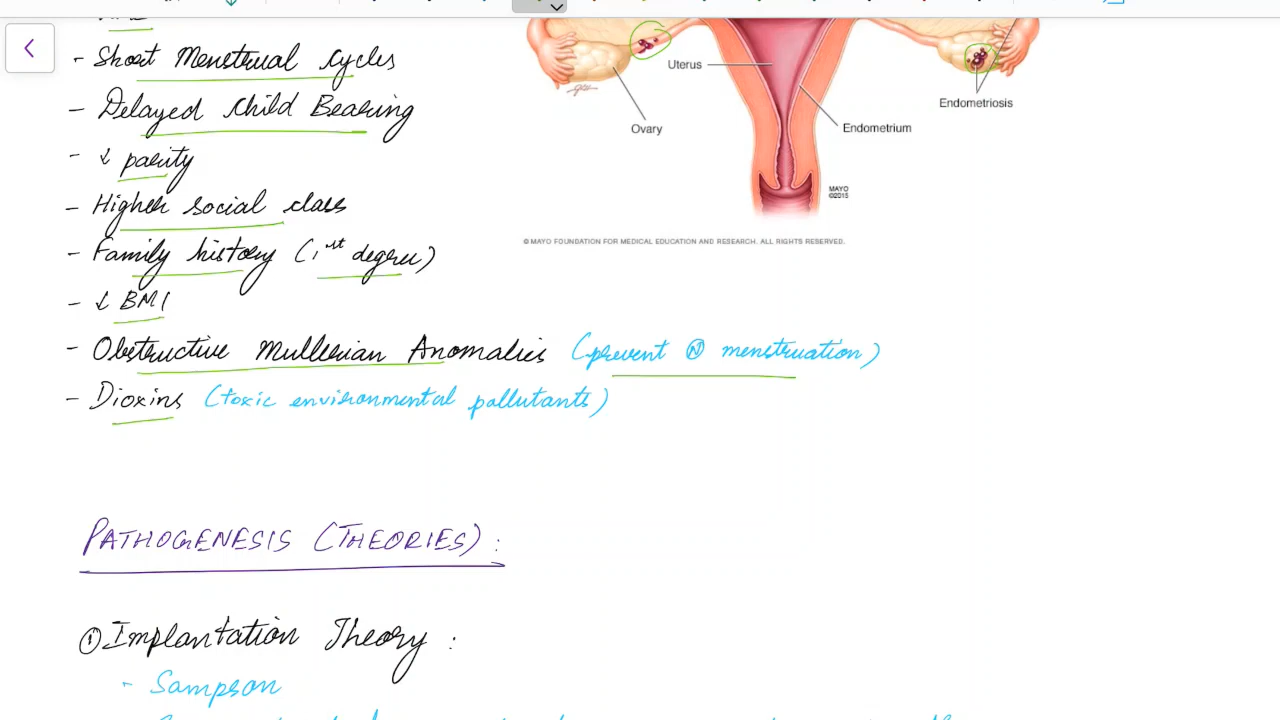 - Short Menstrual Cycles
- Delayed Child Bearing
- ↓ parity
- Higher social class
- Family history (1st degree)
- ↓ BMI
- Obstructive Mullerian Anomalies (prevent Ⓝ menstruation)
- Dioxins (toxic environmental pollutants)
Uterus
Ovary
Endometriosis
Endometrium
MAYO
©2015
© MAYO FOUNDATION FOR MEDICAL EDUCATION AND RESEARCH. ALL RIGHTS RESERVED.
PATHOGENESIS (THEORIES) :
① Implantation Theory :
- Sampson